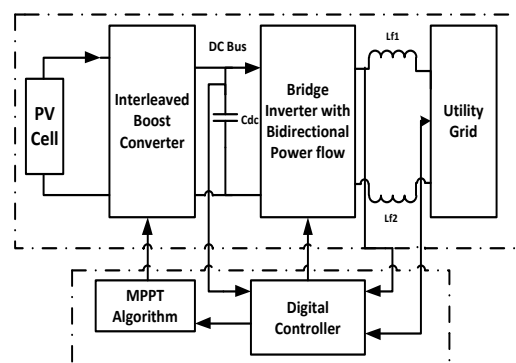 PV
Cell
Interleaved
Boost
Converter
DC Bus
Cdc
Bridge
Inverter with
Bidirectional
Power flow
Lf1
Lf2
Utility
Grid
MPPT
Algorithm
Digital
Controller